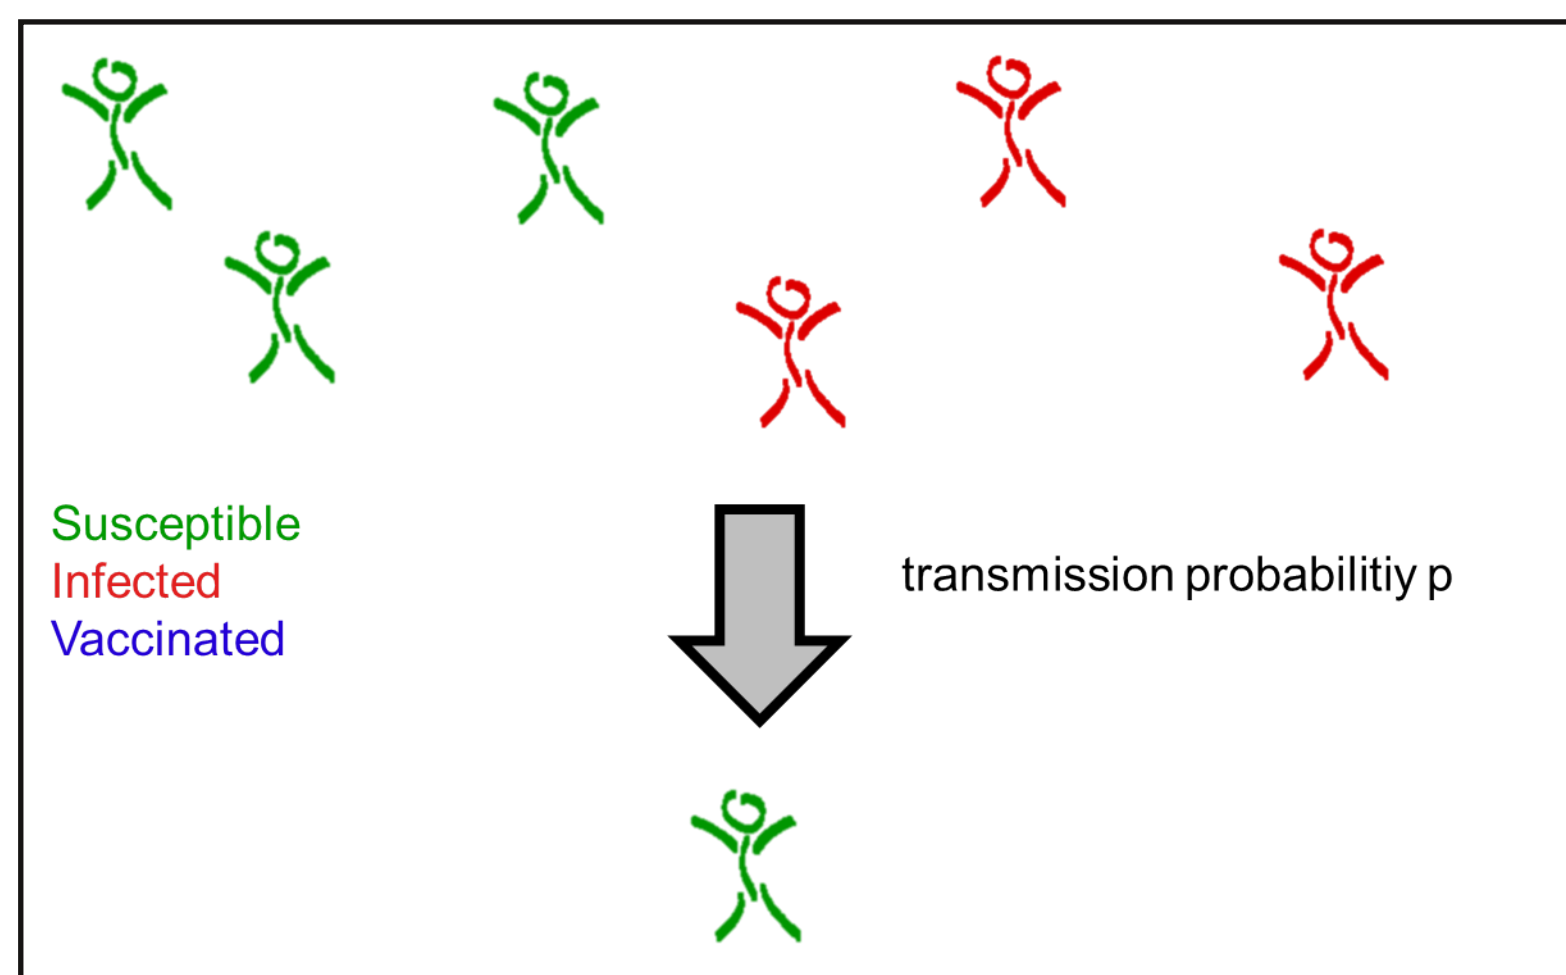 Susceptible
Infected
Vaccinated
transmission probabilitiy p